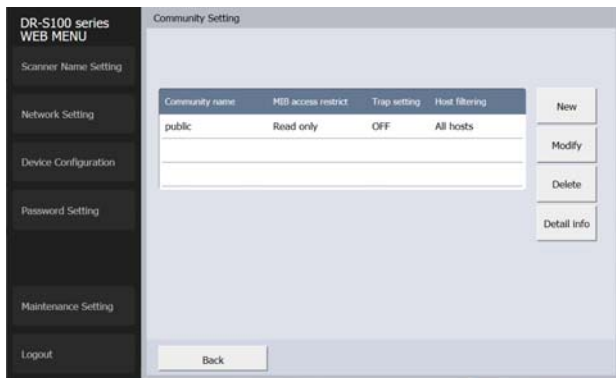 DR-S100 series
WEB MENU
Scanner Name Setting
Network Setting
Device Configuration
Password Setting
Maintenance Setting
Logout
Community Setting
Community name MIB access restrict Trap setting Host filtering
public Read only OFF All hosts
New
Modify
Delete
Detail info
Back